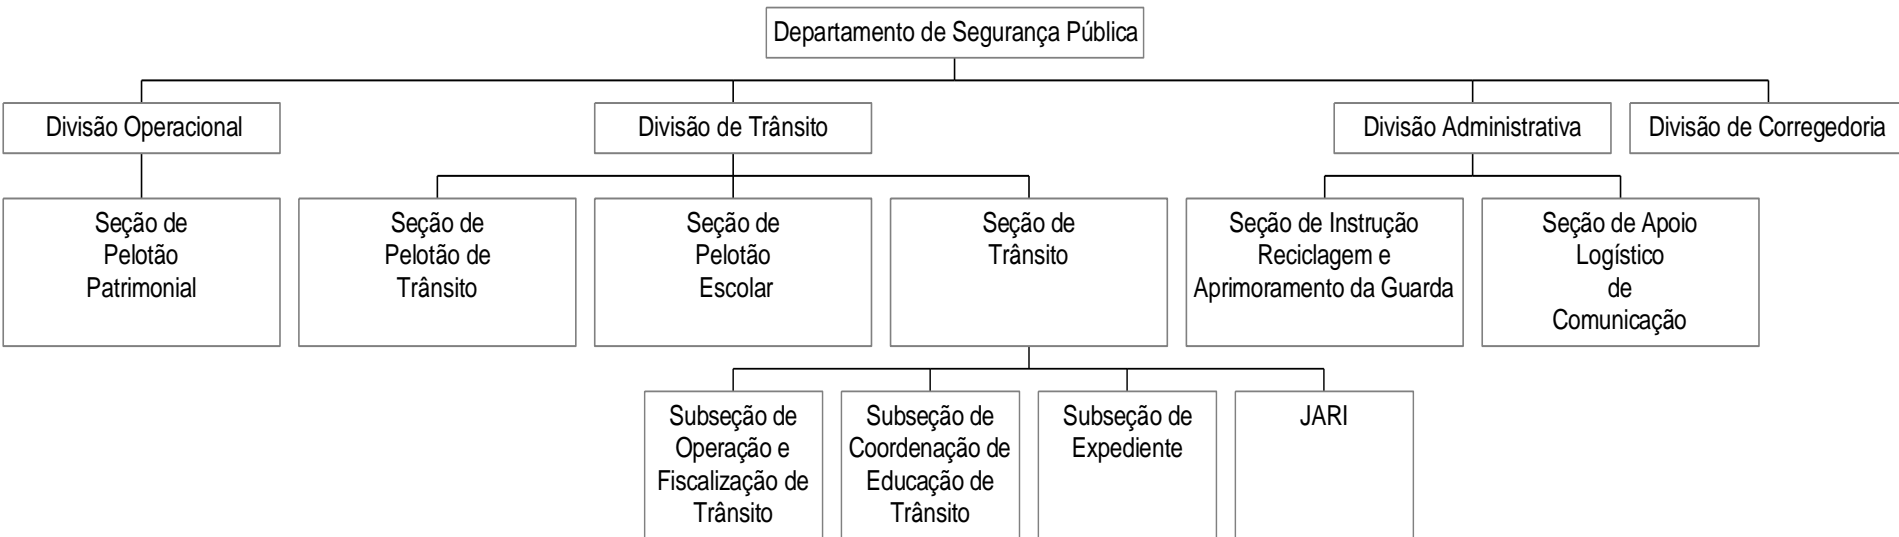 Departamento de Segurança Pública
Divisão Operacional
Divisão de Trânsito
Divisão Administrativa
Divisão de Corregedoria
Seção de
Pelotão
Patrimonial
Seção de
Pelotão de
Trânsito
Seção de
Pelotão
Escolar
Seção de
Trânsito
Seção de Instrução
Reciclagem e
Aprimoramento da Guarda
Seção de Apoio
Logístico
de
Comunicação
Subseção de
Operação e
Fiscalização de
Trânsito
Subseção de
Coordenação de
Educação de
Trânsito
Subseção de
Expediente
JARI